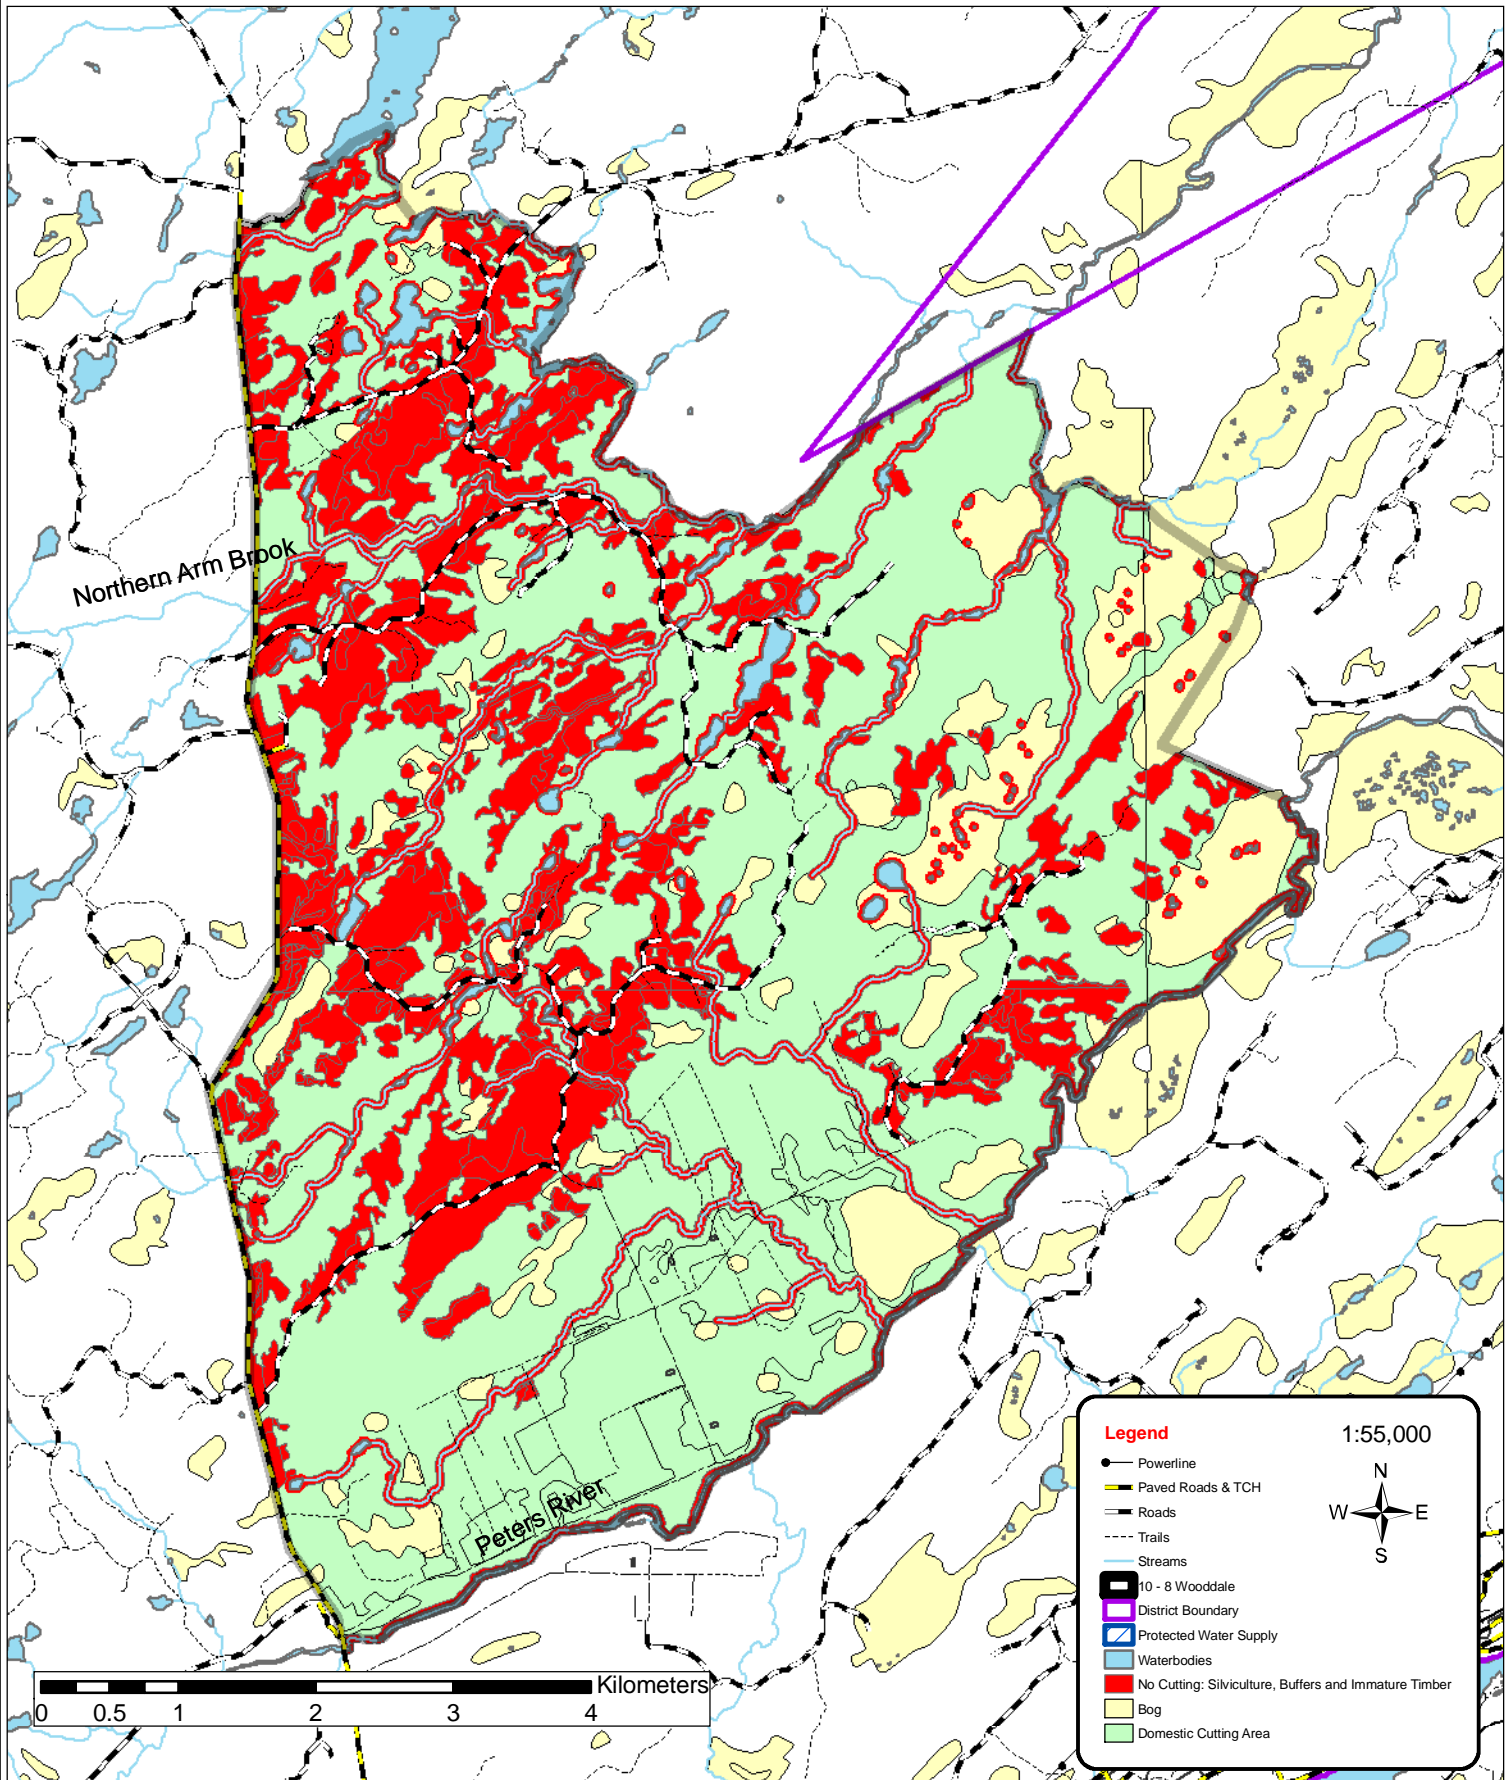 Northern Arm Brook
Peters River
Legend
1:55,000
Powerline
Paved Roads & TCH
Roads
Trails
Streams
10 - 8 Wooddale
District Boundary
Protected Water Supply
Waterbodies
No Cutting: Silviculture, Buffers and Immature Timber
Bog
Domestic Cutting Area
N
W E
S
Kilometers
0 0.5 1 2 3 4